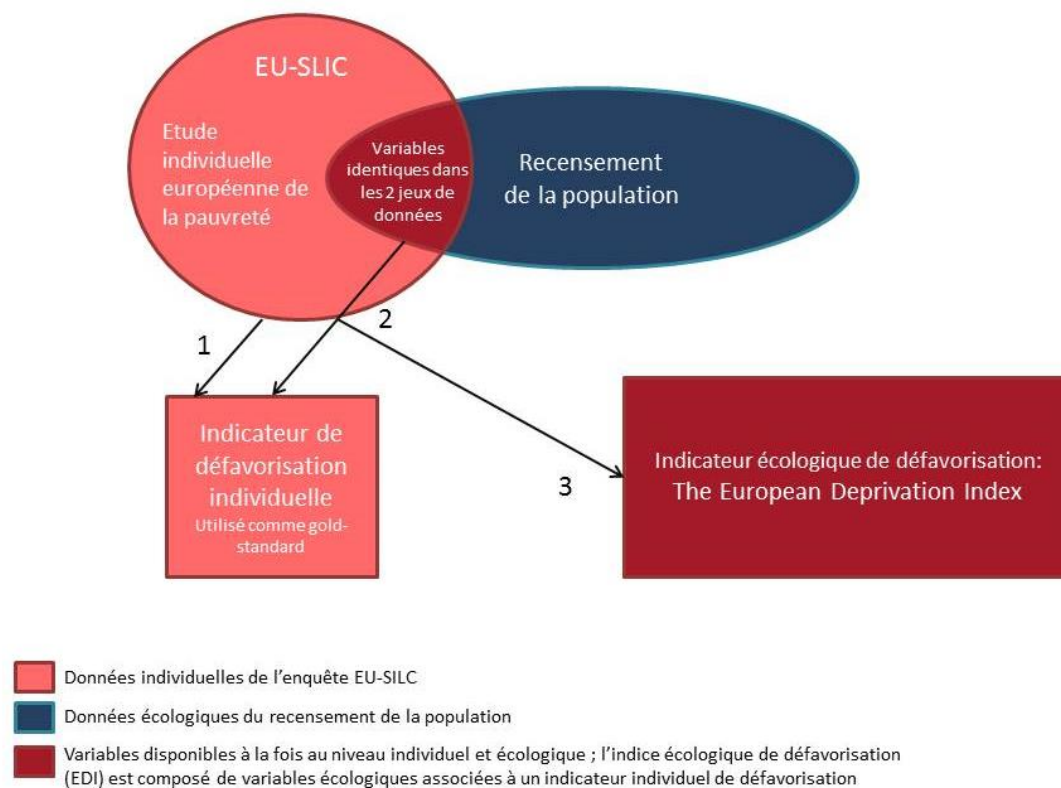 EU-SLIC
Etude
individuelle
européenne de
la pauvreté
Variables
identiques dans
les 2 jeux de
données
Recensement
de la population
1
2
3
Indicateur de
défavorisation
individuelle
Utilisé comme gold-
standard
Indicateur écologique de défavorisation:
The European Deprivation Index
Données individuelles de l'enquête EU-SILC
Données écologiques du recensement de la population
Variables disponibles à la fois au niveau individuel et écologique ; l'indice écologique de défavorisation
(EDI) est composé de variables écologiques associées à un indicateur individuel de défavorisation